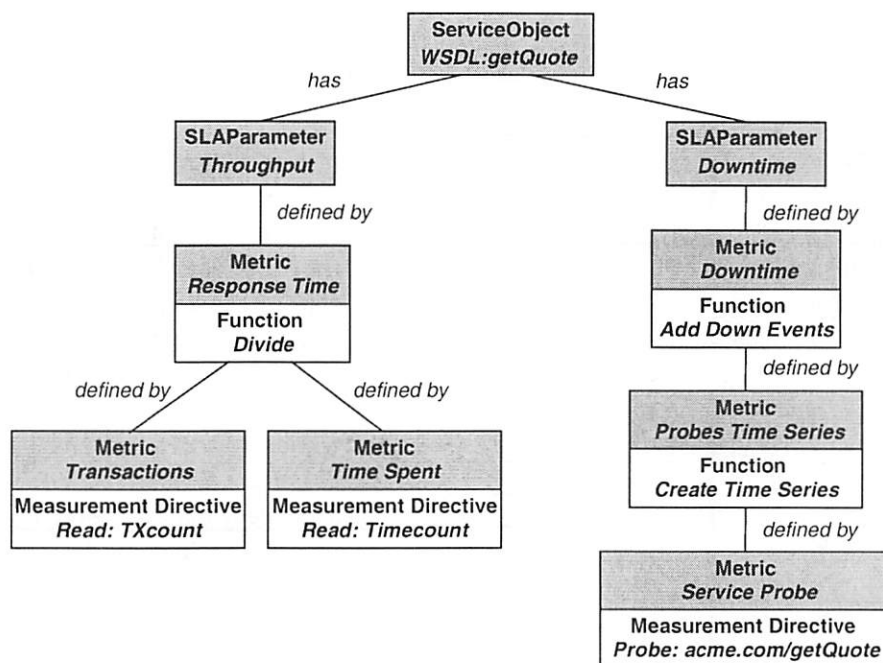 ServiceObject
WSDL:getQuote
has
has
SLAParameter
Throughput
SLAParameter
Downtime
defined by
defined by
Metric
Response Time
Function
Divide
Metric
Downtime
Function
Add Down Events
defined by
defined by
defined by
Metric
Transactions
Measurement Directive
Read: TXcount
Metric
Time Spent
Measurement Directive
Read: Timecount
Metric
Probes Time Series
Function
Create Time Series
defined by
Metric
Service Probe
Measurement Directive
Probe: acme.com/getQuote